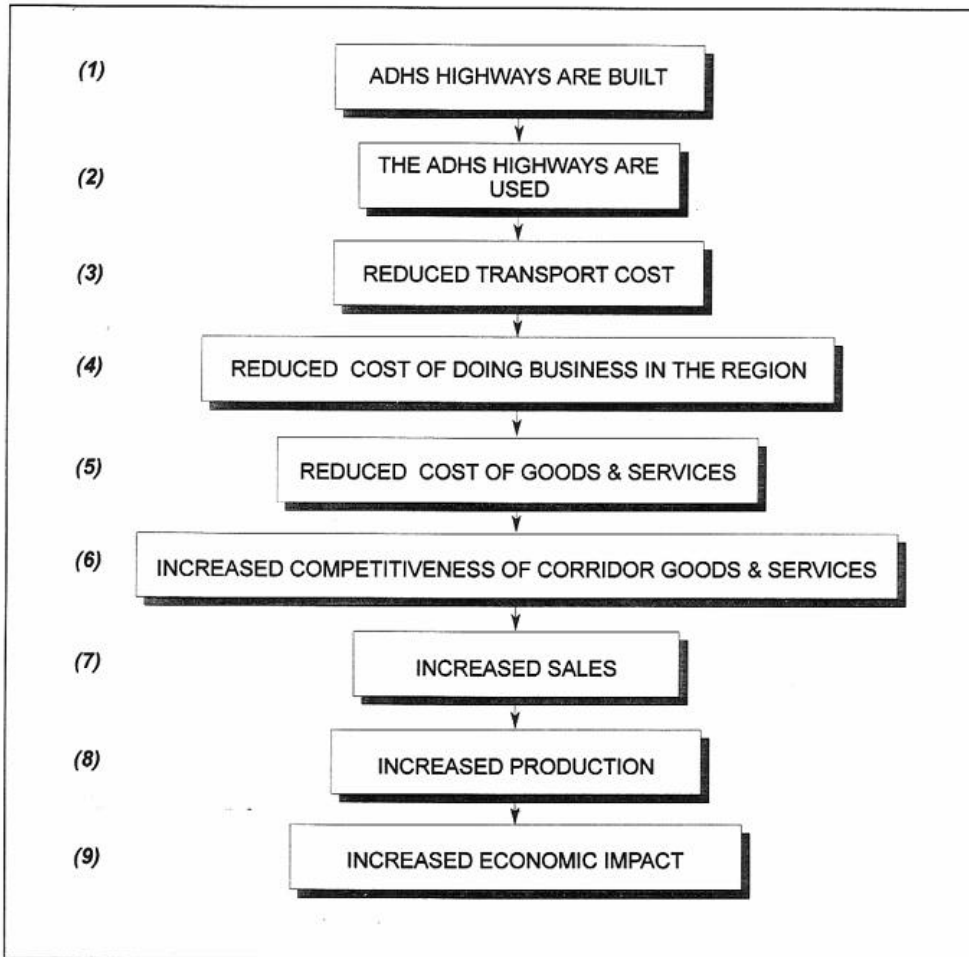 (1) ADHS HIGHWAYS ARE BUILT
(2) THE ADHS HIGHWAYS ARE
USED
(3) REDUCED TRANSPORT COST
(4) REDUCED COST OF DOING BUSINESS IN THE REGION
(5) REDUCED COST OF GOODS & SERVICES
(6) INCREASED COMPETITIVENESS OF CORRIDOR GOODS & SERVICES
(7) INCREASED SALES
(8) INCREASED PRODUCTION
(9) INCREASED ECONOMIC IMPACT